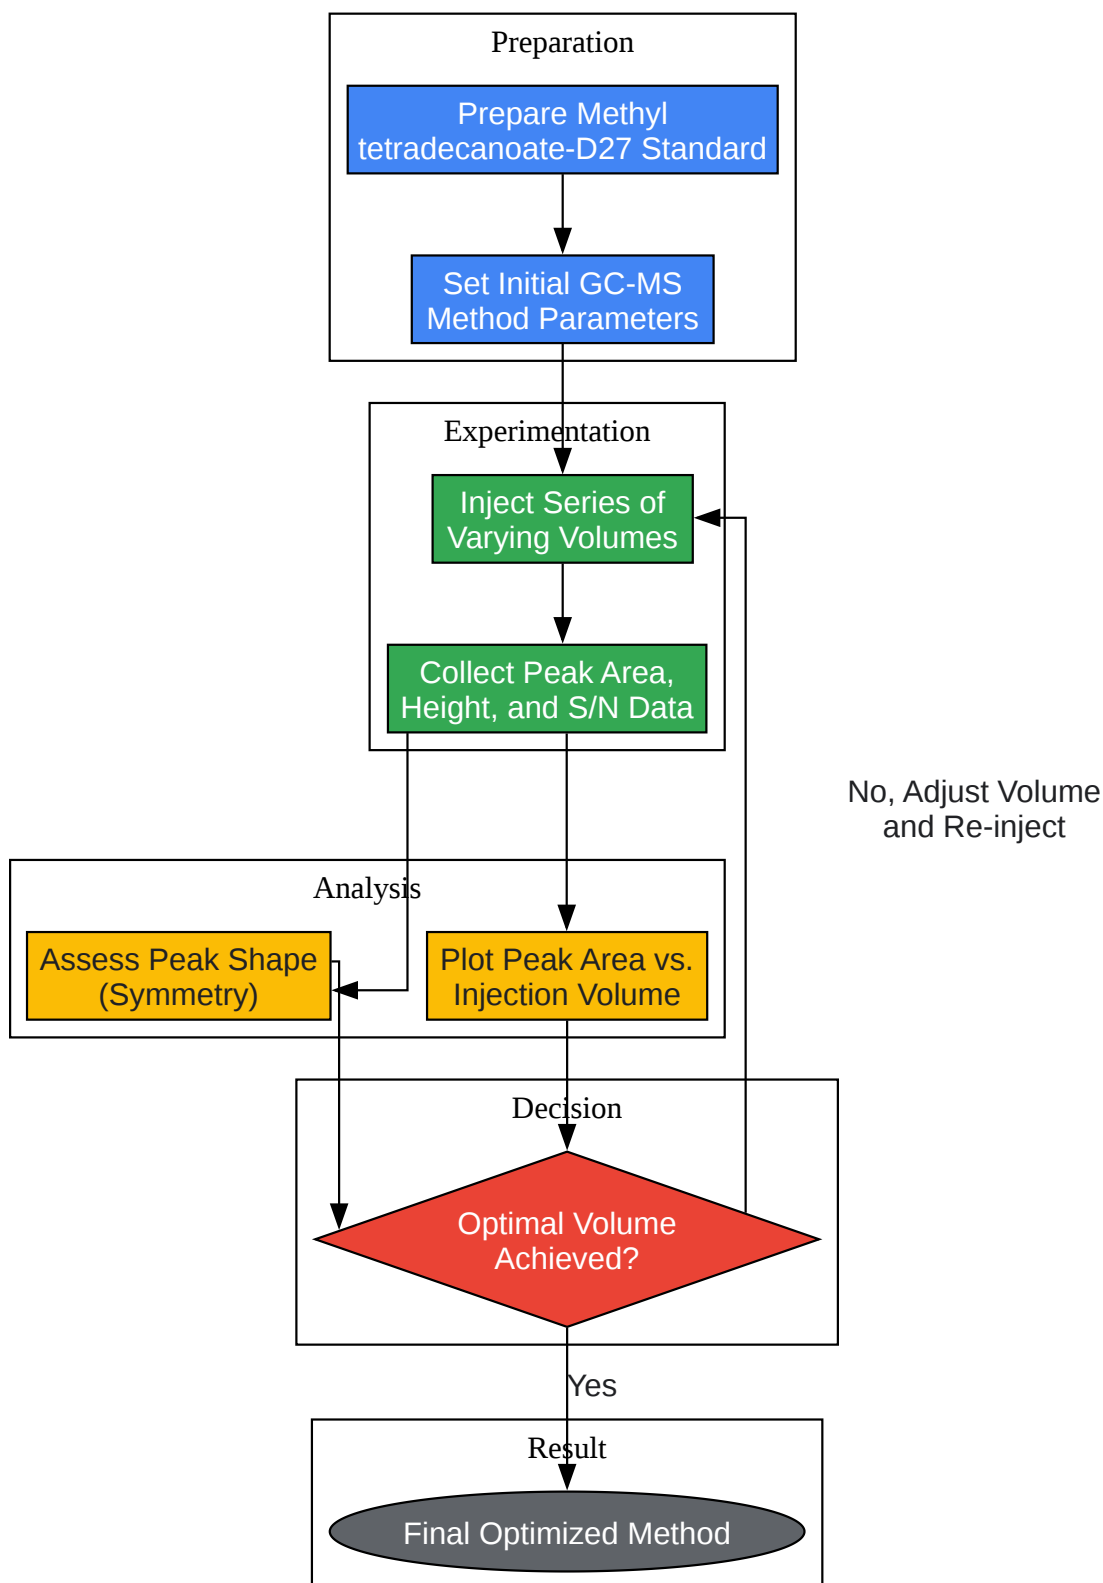 Preparation
Prepare Methyl
tetradecanoate-D27 Standard
Set Initial GC-MS
Method Parameters
Experimentation
Inject Series of
Varying Volumes
Collect Peak Area,
Height, and S/N Data
No, Adjust Volume
and Re-inject
Analysis
Assess Peak Shape
(Symmetry)
Plot Peak Area vs.
Injection Volume
Decision
Optimal Volume
Achieved?
Yes
Result
Final Optimized Method